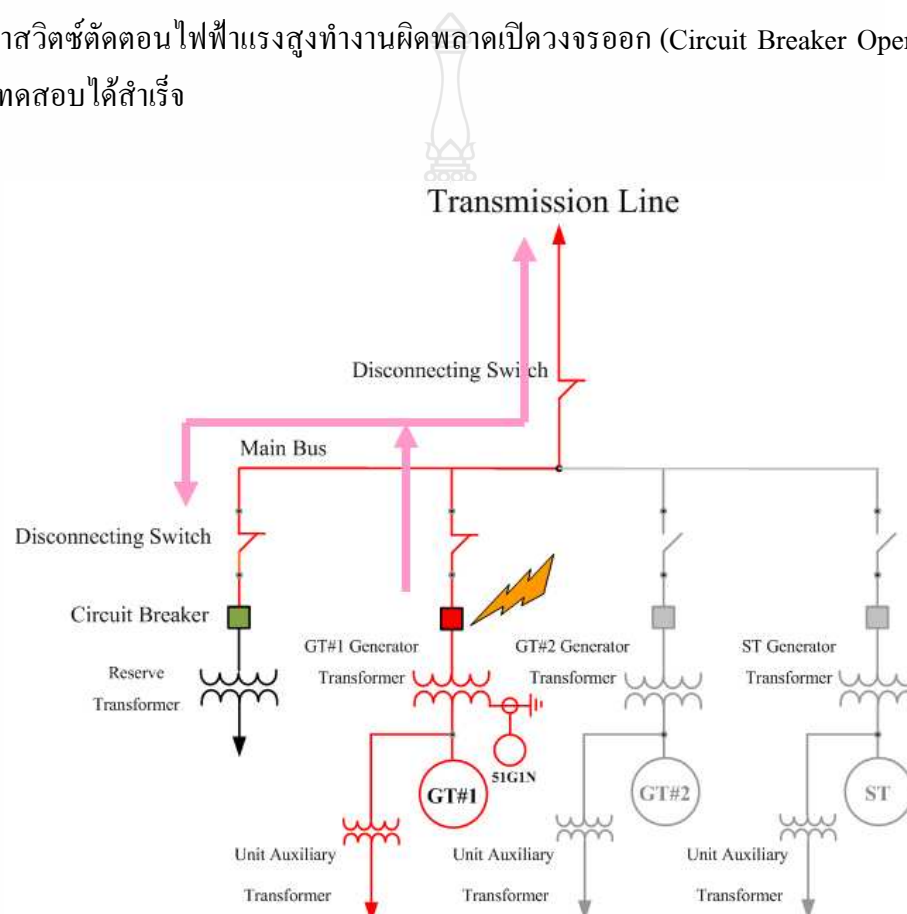 าสวิตซ์ตัดตอนไฟฟ้าแรงสูงทำงานผิดพลาดเปิดวงจรออก (Circuit Breaker Oper
ทดสอบได้สำเร็จ
Transmission Line
Disconnecting Switch
Main Bus
Disconnecting Switch
Circuit Breaker
GT#1 Generator
Transformer
GT#2 Generator
Transformer
ST Generator
Transformer
Reserve
Transformer
51G1N
GT#1
GT#2
ST
Unit Auxiliary
Transformer
Unit Auxiliary
Transformer
Unit Auxiliary
Transformer